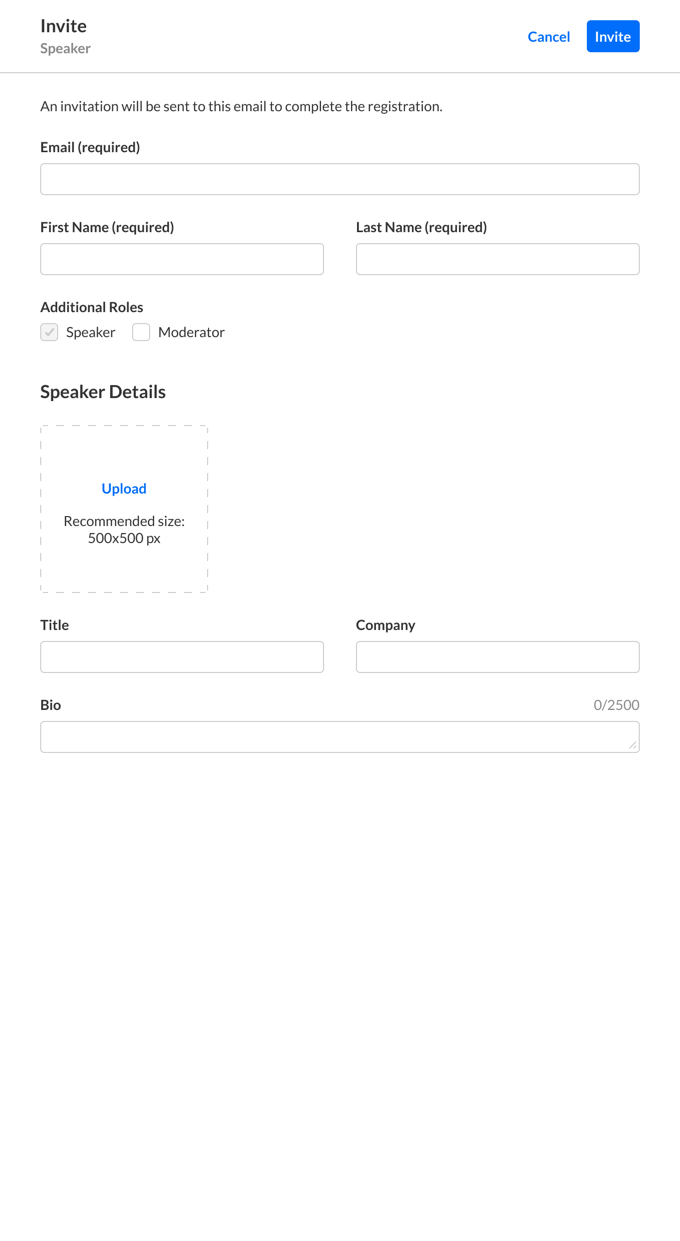 Invite
Speaker
Cancel
Invite
An invitation will be sent to this email to complete the registration.
Email (required)
First Name (required)
Last Name (required)
Additional Roles
Speaker
Moderator
Speaker Details
Upload
Recommended size:
500x500 px
Title
Company
Bio
0/2500